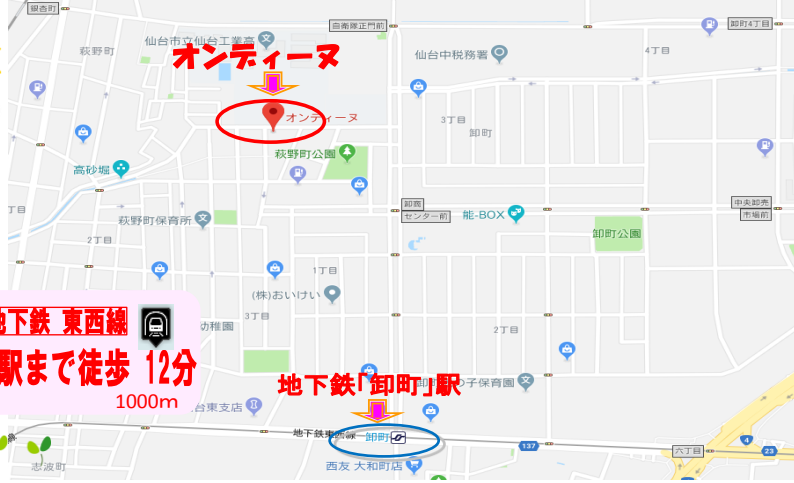 銀杏町
自衛隊正門前
卸町4丁目
萩野町
仙台市立仙台工業高
仙台中税務署
4丁目
オンディーヌ
オンディーヌ
3丁目
卸町
萩野町公園
高砂堀
丁目
卸商
センター前
能-BOX
中央卸売
市場前
萩野町保育所
卸町公園
2丁目
1丁目
(株)おいけい
3丁目
地下鉄 東西線
幼稚園
2丁目
駅まで徒歩 12分
1000m
地下鉄「卸町」駅
の子保育園
台東支店
地下鉄東西線
卸町
137
4
23
六丁目
志波町
西友 大和町店